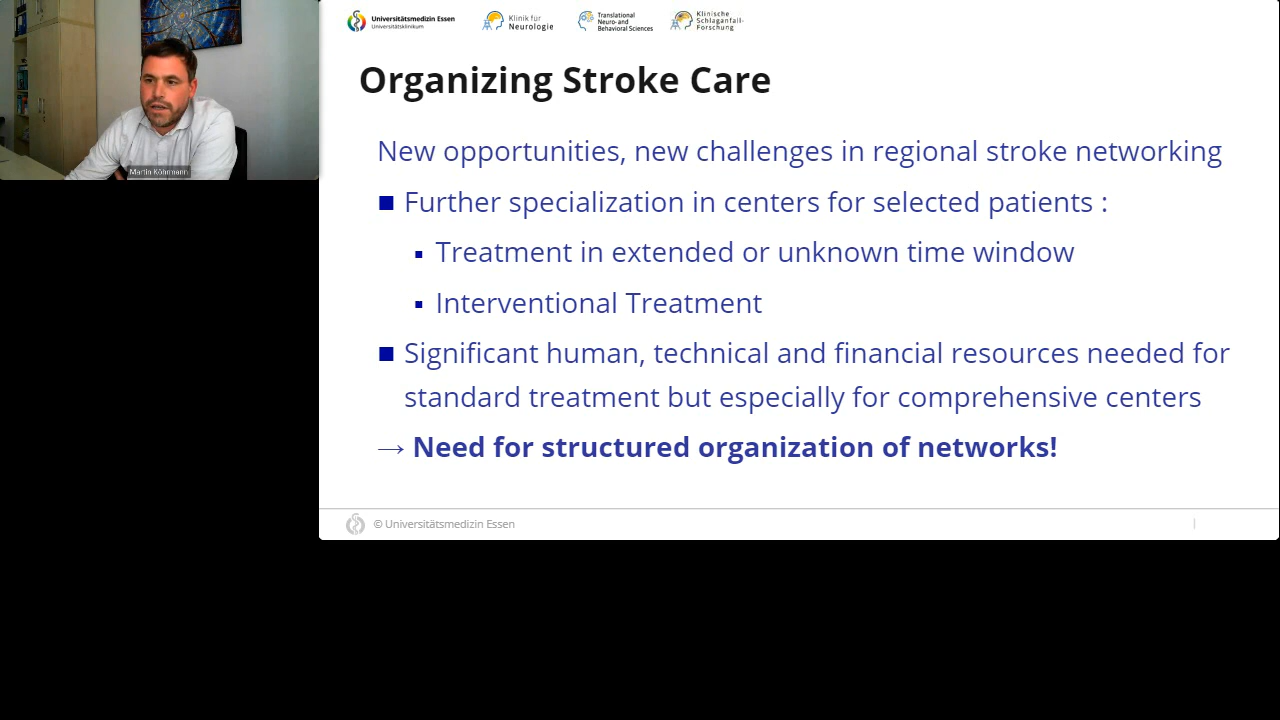 Martin Köhrmann
Universitätsmedizin Essen
Universitätsklinikum
Klinik für
Neurologie
Translational
Neuro- and
Behavioral Sciences
Klinische
Schlaganfall-
Forschung
Organizing Stroke Care
New opportunities, new challenges in regional stroke networking
■ Further specialization in centers for selected patients :
▪ Treatment in extended or unknown time window
▪ Interventional Treatment
■ Significant human, technical and financial resources needed for
standard treatment but especially for comprehensive centers
→ Need for structured organization of networks!
© Universitätsmedizin Essen